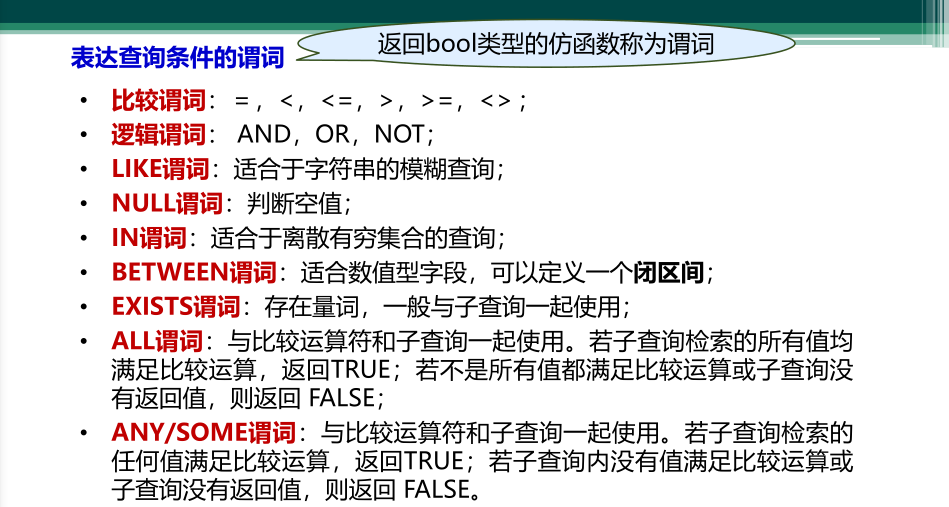 返回bool类型的仿函数称为谓词
表达查询条件的谓词
• 比较谓词： = ，<，<=，>，>=，<> ；
• 逻辑谓词： AND，OR，NOT；
• LIKE谓词：适合于字符串的模糊查询；
• NULL谓词：判断空值；
• IN谓词：适合于离散有穷集合的查询；
• BETWEEN谓词：适合数值型字段，可以定义一个闭区间；
• EXISTS谓词：存在量词，一般与子查询一起使用；
• ALL谓词：与比较运算符和子查询一起使用。若子查询检索的所有值均
满足比较运算，返回TRUE；若不是所有值都满足比较运算或子查询没
有返回值，则返回 FALSE；
• ANY/SOME谓词：与比较运算符和子查询一起使用。若子查询检索的
任何值满足比较运算，返回TRUE；若子查询内没有值满足比较运算或
子查询没有返回值，则返回 FALSE。